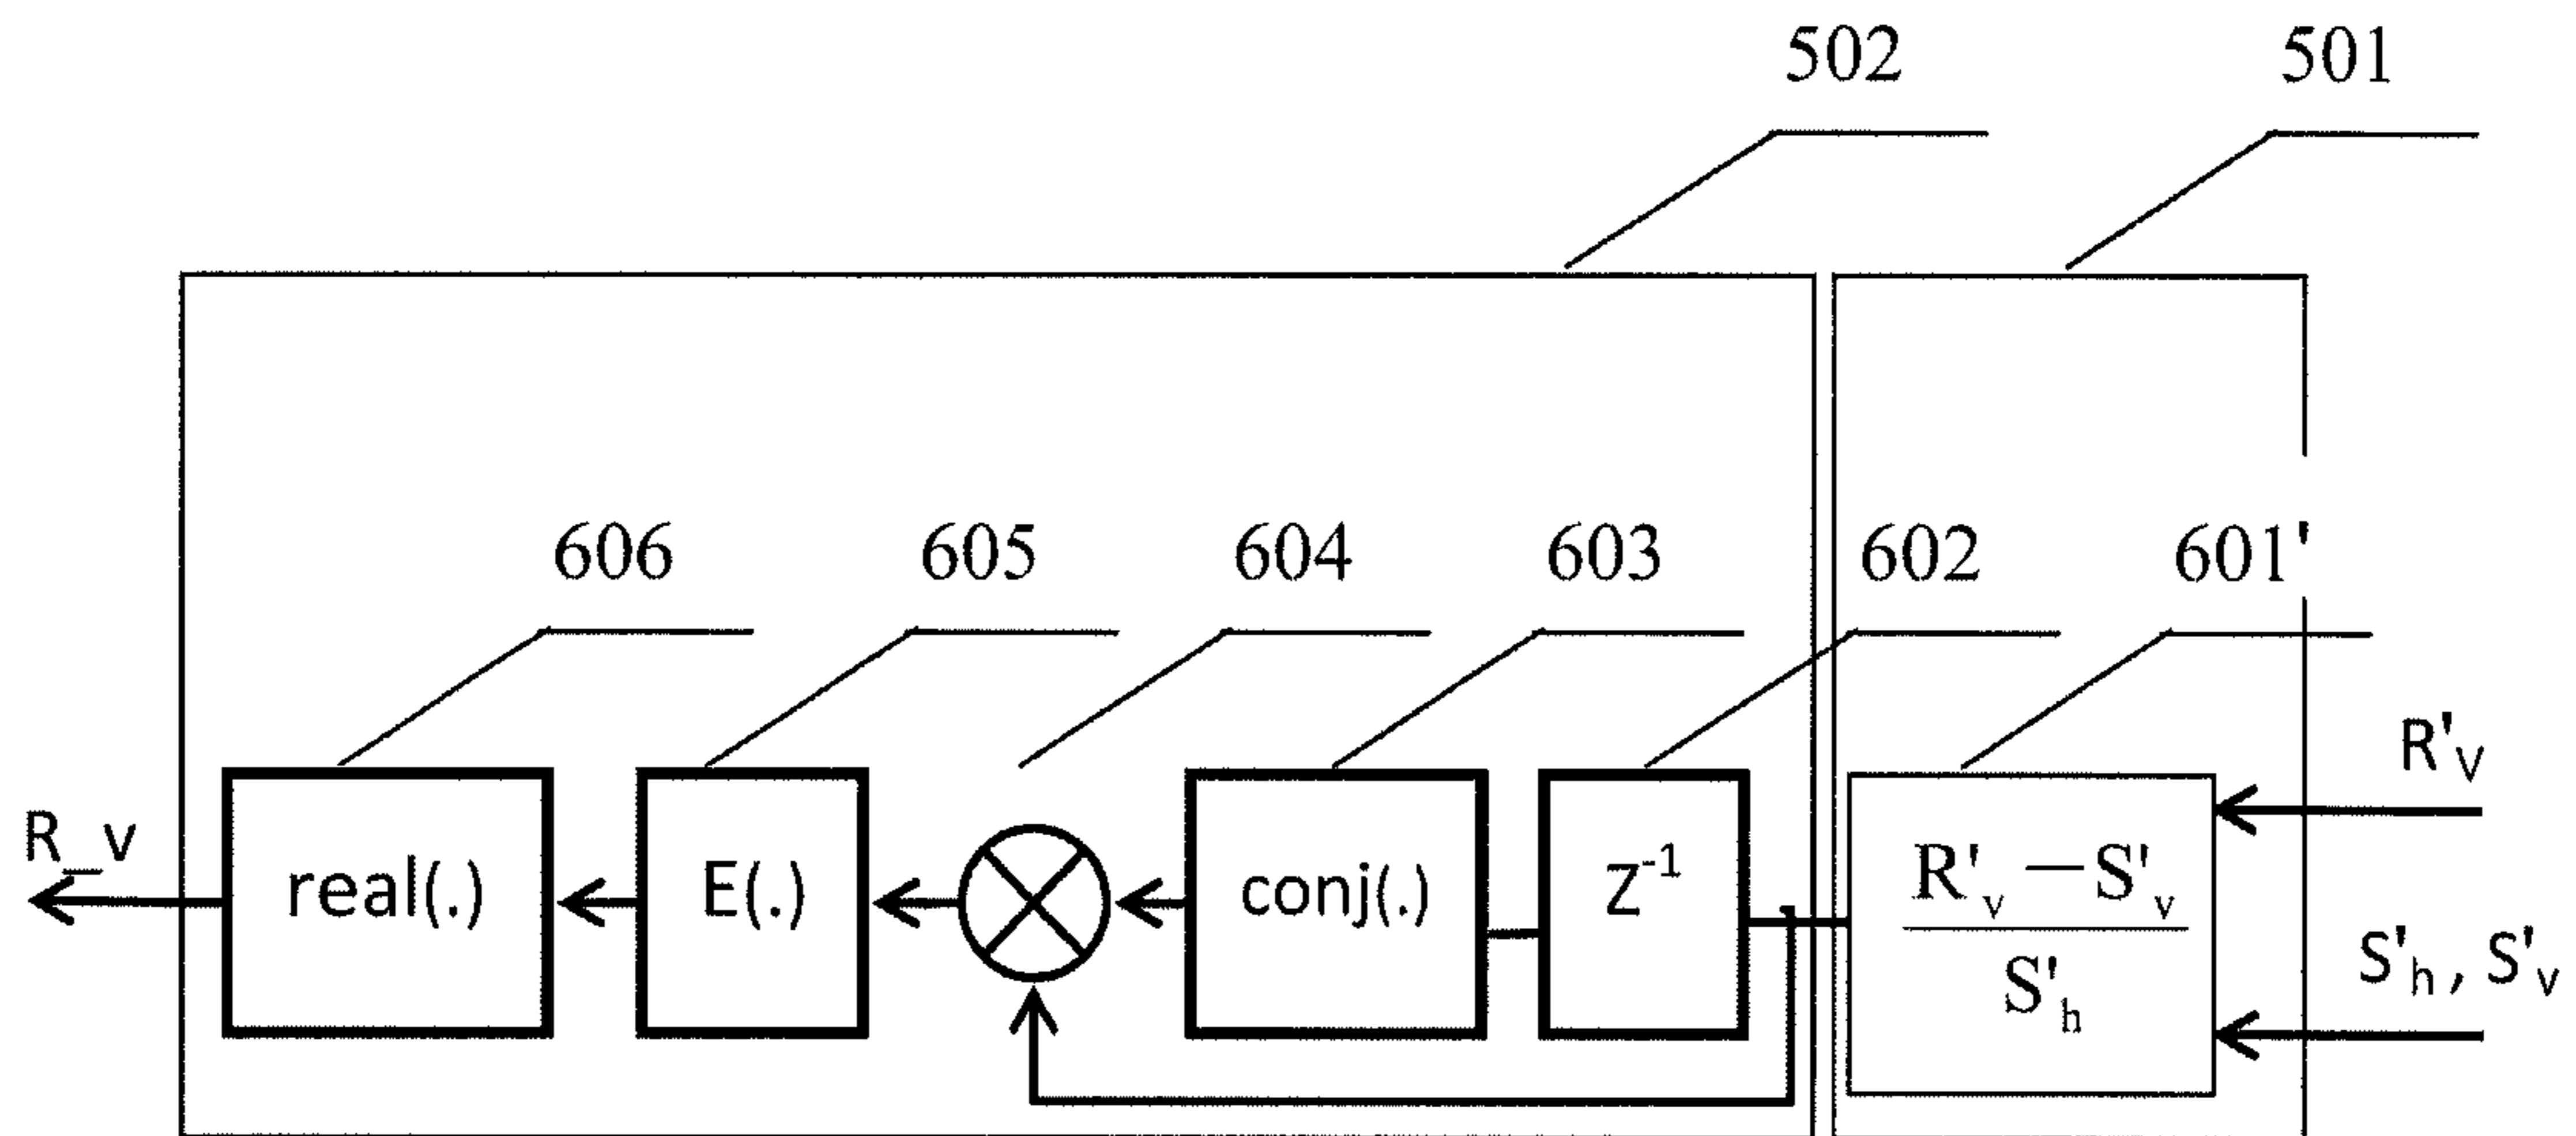 502 501
606 605 604 603 602 601'
R'v
R_v real(.) E(.) conj(.) Z⁻¹ R'v − S'v
S'h
S'h, S'v